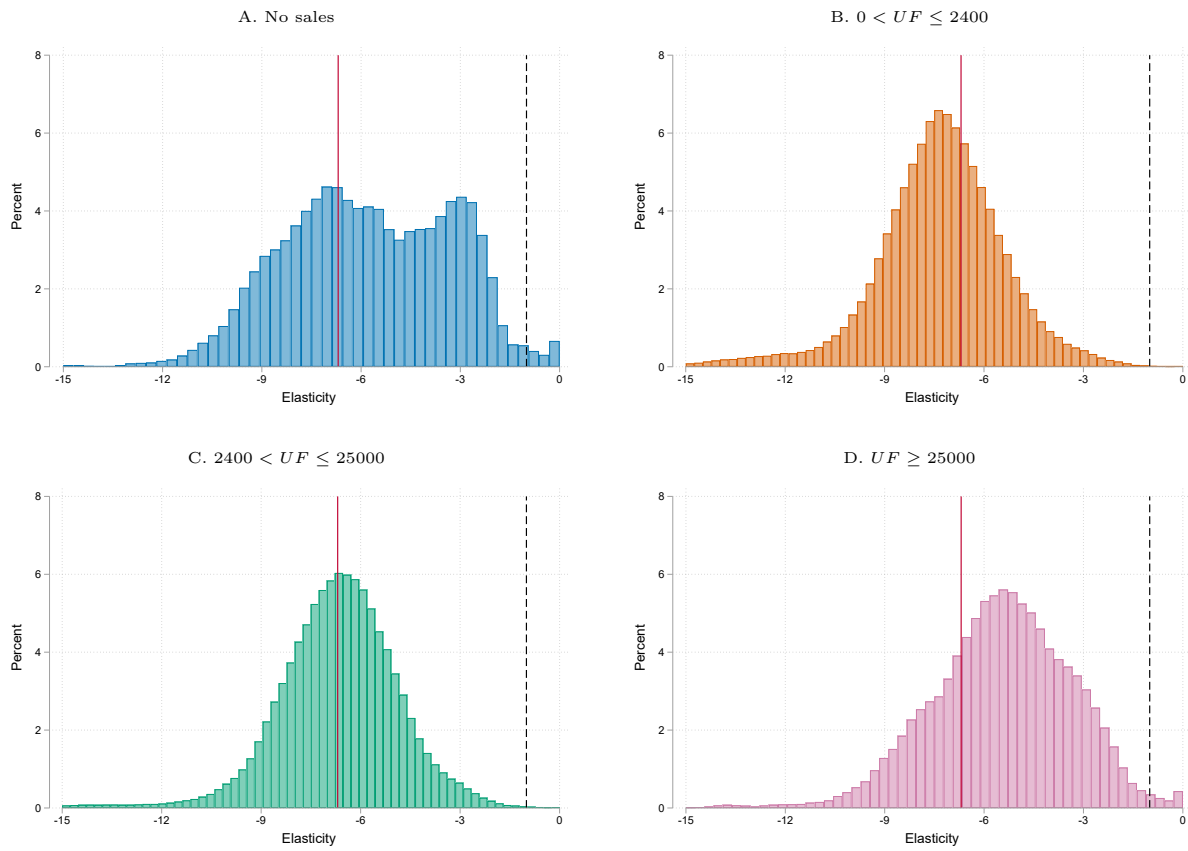 A. No sales
8
6
4
2
0
Percent
-15 -12 -9 -6 -3 0
Elasticity
B. 0 < UF ≤ 2400
8
6
4
2
0
Percent
-15 -12 -9 -6 -3 0
Elasticity
C. 2400 < UF ≤ 25000
8
6
4
2
0
Percent
-15 -12 -9 -6 -3 0
Elasticity
D. UF ≥ 25000
8
6
4
2
0
Percent
-15 -12 -9 -6 -3 0
Elasticity